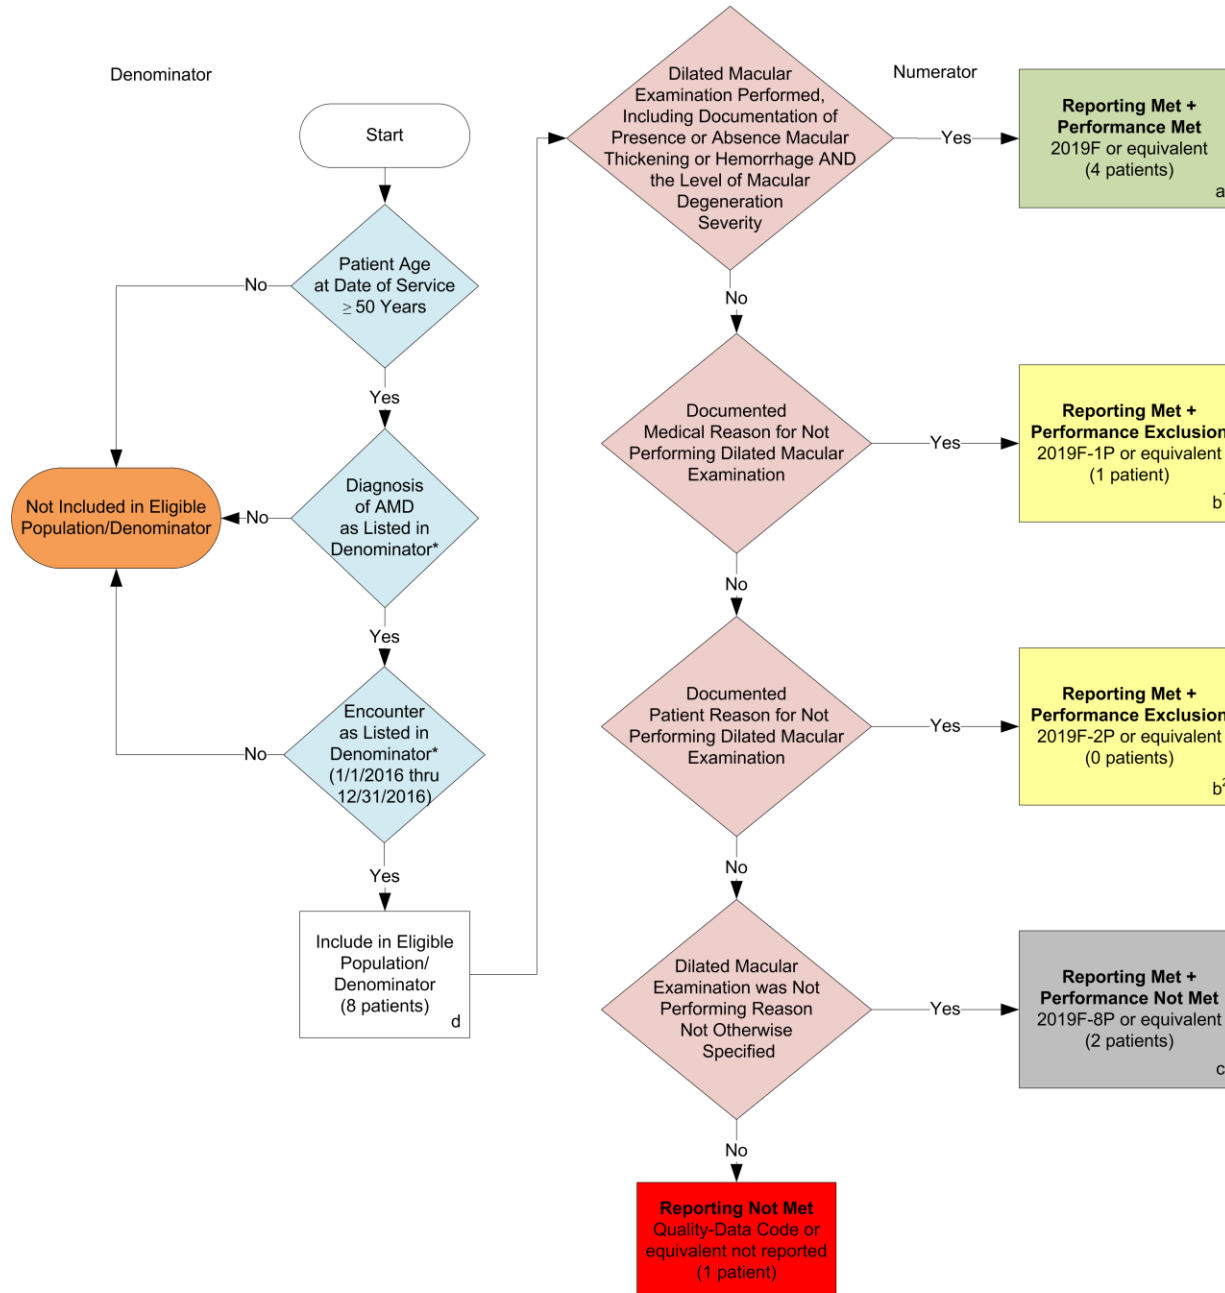 Denominator
Start
Patient Age
at Date of Service
≥ 50 Years
No
Yes
Diagnosis
of AMD
as Listed in
Denominator*
No
Not Included in Eligible
Population/Denominator
Yes
Encounter
as Listed in
Denominator*
(1/1/2016 thru
12/31/2016)
No
Yes
Include in Eligible
Population/
Denominator
(8 patients)
d
Numerator
Dilated Macular
Examination Performed,
Including Documentation of
Presence or Absence Macular
Thickening or Hemorrhage AND
the Level of Macular
Degeneration
Severity
Yes
Reporting Met +
Performance Met
2019F or equivalent
(4 patients)
a
No
Documented
Medical Reason for Not
Performing Dilated Macular
Examination
Yes
Reporting Met +
Performance Exclusion
2019F-1P or equivalent
(1 patient)
b¹
No
Documented
Patient Reason for Not
Performing Dilated Macular
Examination
Yes
Reporting Met +
Performance Exclusion
2019F-2P or equivalent
(0 patients)
b²
No
Dilated Macular
Examination was Not
Performing Reason
Not Otherwise
Specified
Yes
Reporting Met +
Performance Not Met
2019F-8P or equivalent
(2 patients)
c
No
Reporting Not Met
Quality-Data Code or
equivalent not reported
(1 patient)